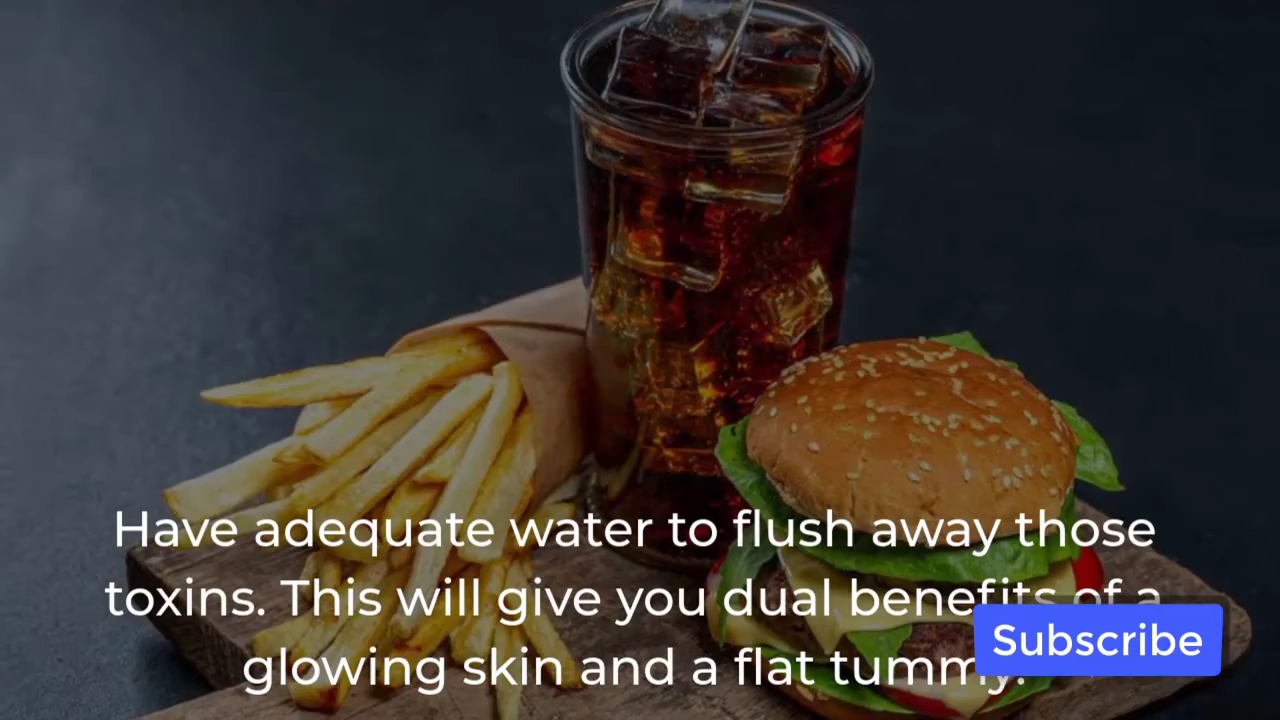 Have adequate water to flush away those
toxins. This will give you dual benefits of a
glowing skin and a flat tummy.
Subscribe